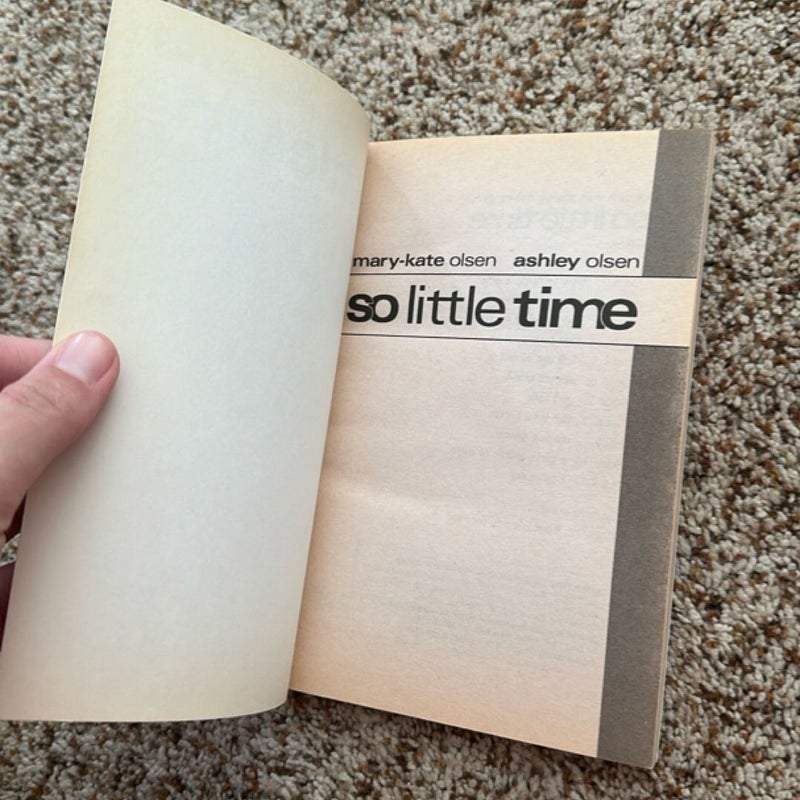 mary-kate olsen ashley olsen
so little time